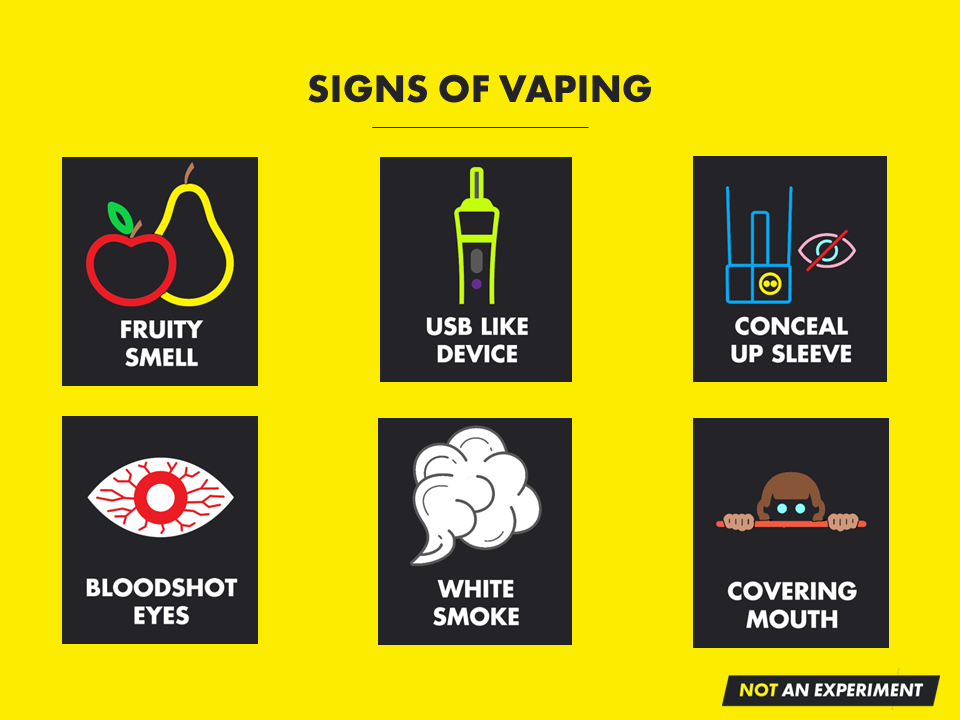 SIGNS OF VAPING
FRUITY
SMELL
USB LIKE
DEVICE
CONCEAL
UP SLEEVE
BLOODSHOT
EYES
WHITE
SMOKE
COVERING
MOUTH
NOT AN EXPERIMENT